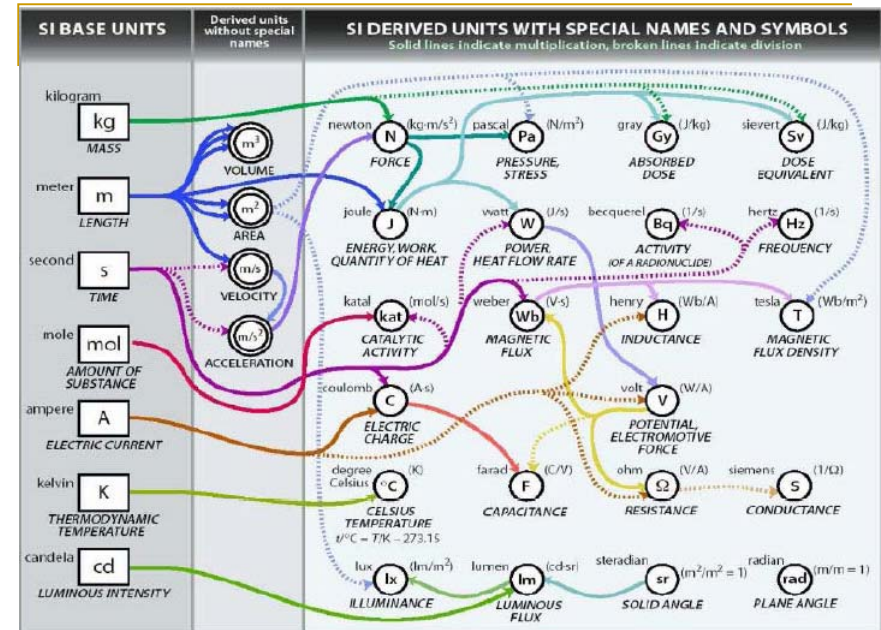 SI BASE UNITS
Derived units
without special
names
SI DERIVED UNITS WITH SPECIAL NAMES AND SYMBOLS
Solid lines indicate multiplication, broken lines indicate division
kilogram
kg
MASS
meter
m
LENGTH
second
s
TIME
mole
mol
AMOUNT OF
SUBSTANCE
ampere
A
ELECTRIC CURRENT
kelvin
K
THERMODYNAMIC
TEMPERATURE
candela
cd
LUMINOUS INTENSITY
m³
VOLUME
m²
AREA
m/s
VELOCITY
m/s²
ACCELERATION
newton N (kg·m/s²)
FORCE
pascal Pa (N/m²)
PRESSURE,
STRESS
gray Gy (J/kg)
ABSORBED
DOSE
sievert Sv (J/kg)
DOSE
EQUIVALENT
joule J (N·m)
ENERGY, WORK,
QUANTITY OF HEAT
watt W (J/s)
POWER,
HEAT FLOW RATE
becquerel Bq (1/s)
ACTIVITY
(OF A RADIONUCLIDE)
hertz Hz (1/s)
FREQUENCY
katal kat (mol/s)
CATALYTIC
ACTIVITY
weber Wb (V·s)
MAGNETIC
FLUX
henry H (Wb/A)
INDUCTANCE
tesla T (Wb/m²)
MAGNETIC
FLUX DENSITY
coulomb C (A·s)
ELECTRIC
CHARGE
volt V (W/A)
POTENTIAL,
ELECTROMOTIVE
FORCE
degree
Celsius °C (K)
CELSIUS
TEMPERATURE
t/°C = T/K – 273.15
farad F (C/V)
CAPACITANCE
ohm Ω (V/A)
RESISTANCE
siemens S (1/Ω)
CONDUCTANCE
lux lx (lm/m²)
ILLUMINANCE
lumen lm (cd·sr)
LUMINOUS
FLUX
steradian sr (m²/m² = 1)
SOLID ANGLE
radian rad (m/m = 1)
PLANE ANGLE